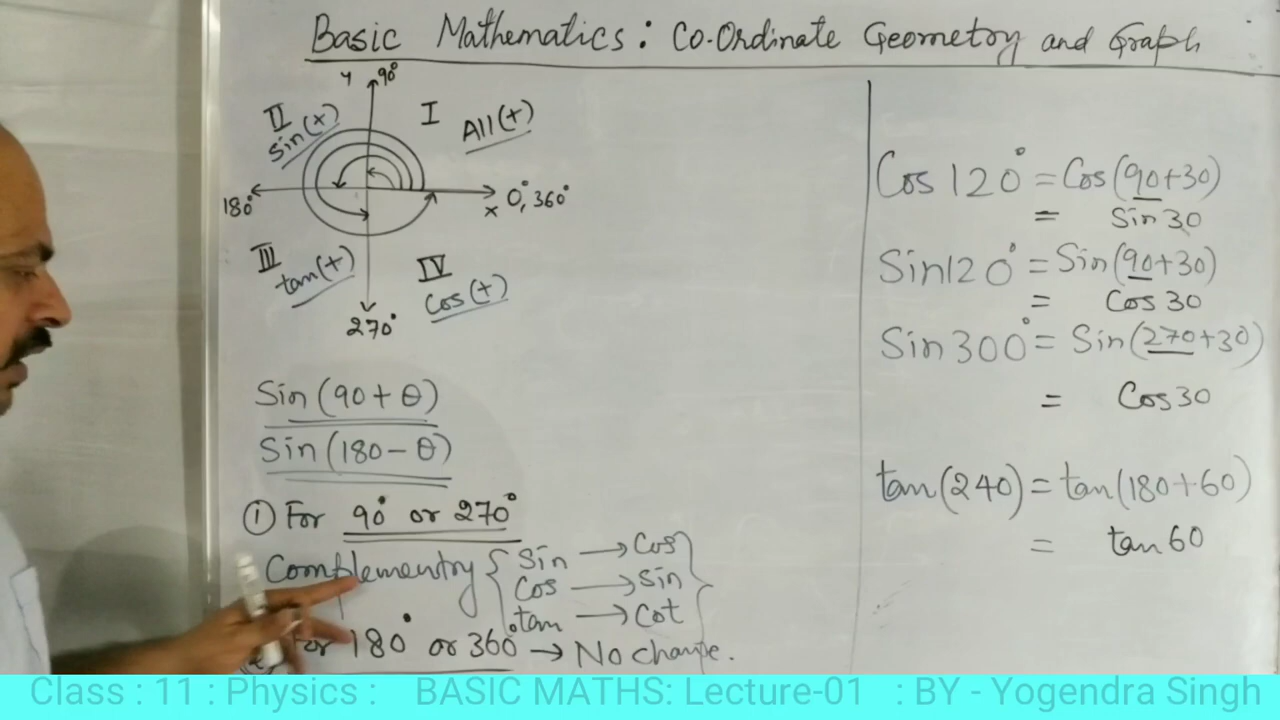 Basic Mathematics: Co-Ordinate Geometry and Graph
y 90°
II Sin(+)
I All(+)
180°
x 0°, 360°
III tan(+)
IV Cos(+)
270°
Sin(90+θ)
Sin(180-θ)
① For 90° or 270°
Complementry { Sin → Cos
Cos → Sin
tan → Cot }
For 180° or 360° → No change.
Cos 120° = Cos(90+30)
= Sin 30
Sin 120° = Sin(90+30)
= Cos 30
Sin 300° = Sin(270+30)
= Cos 30
tan(240) = tan(180+60)
= tan 60
Class : 11 : Physics : BASIC MATHS: Lecture-01 : BY - Yogendra Singh